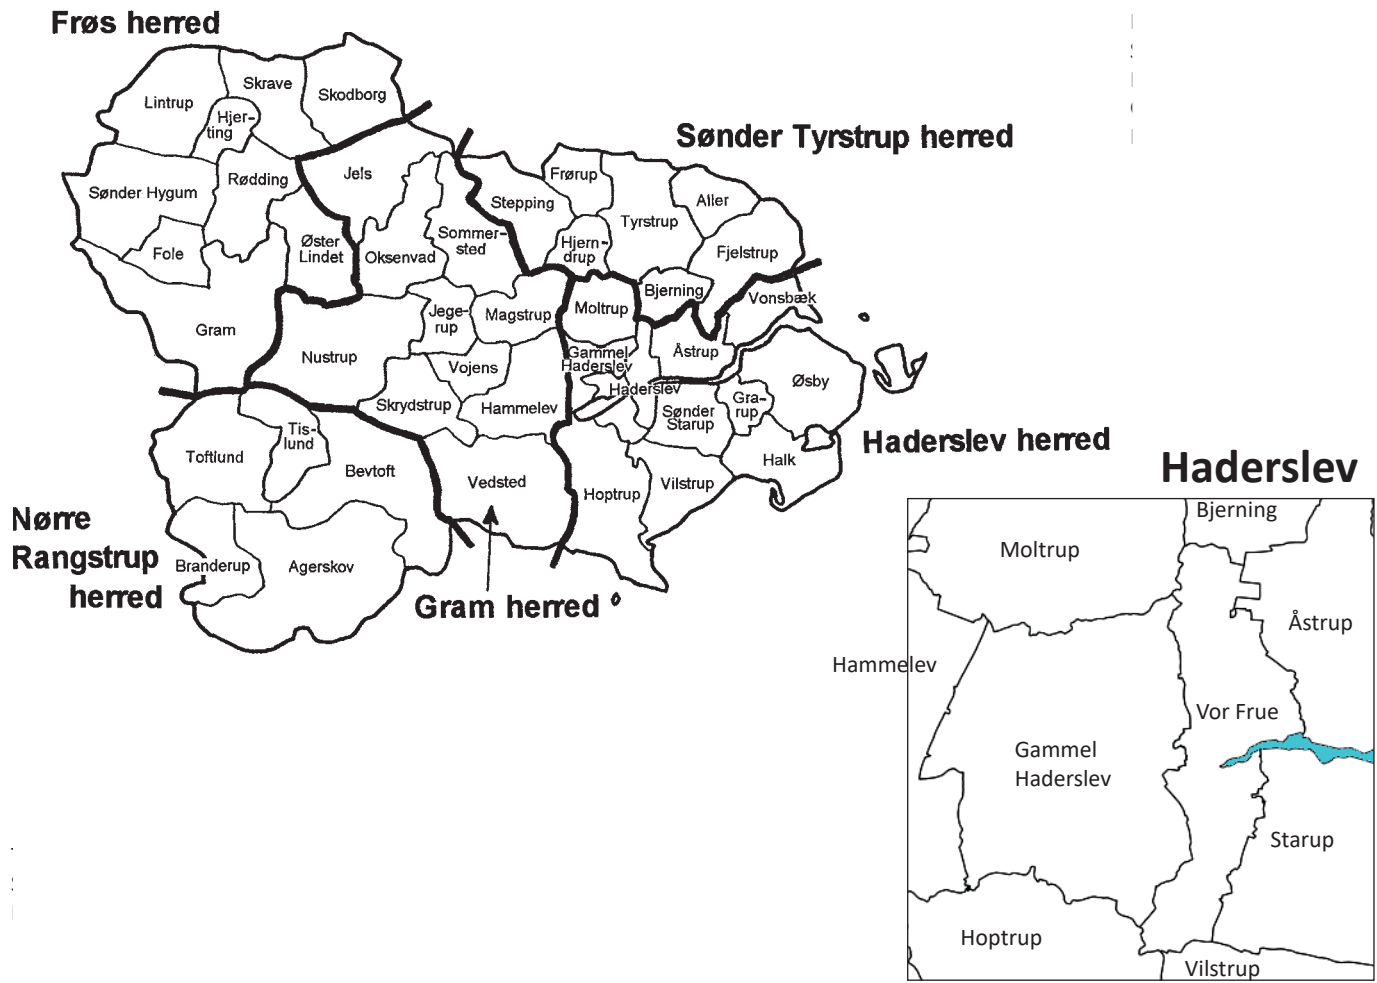 Frøs herred
Skrave
Skodborg
Lintrup
Hjer-
ting
Sønder Tyrstrup herred
Jels
Frørup
Rødding
Sønder Hygum
Stepping
Aller
Tyrstrup
Sommer-
sted
Øster
Lindet
Hjern-
drup
Fole
Oksenvad
Fjelstrup
Bjerning
Vonsbæk
Moltrup
Jege-
rup
Magstrup
Gram
Nustrup
Gammel
Haderslev
Åstrup
Vojens
Haderslev
Øsby
Skrydstrup
Hammelev
Gra-
rup
Sønder
Starup
Tis-
lund
Haderslev herred
Toftlund
Halk
Haderslev
Bevtoft
Vedsted
Hoptrup
Vilstrup
Nørre
Rangstrup
herred
Branderup
Agerskov
Gram herred
Bjerning
Moltrup
Åstrup
Hammelev
Vor Frue
Gammel
Haderslev
Starup
Hoptrup
Vilstrup